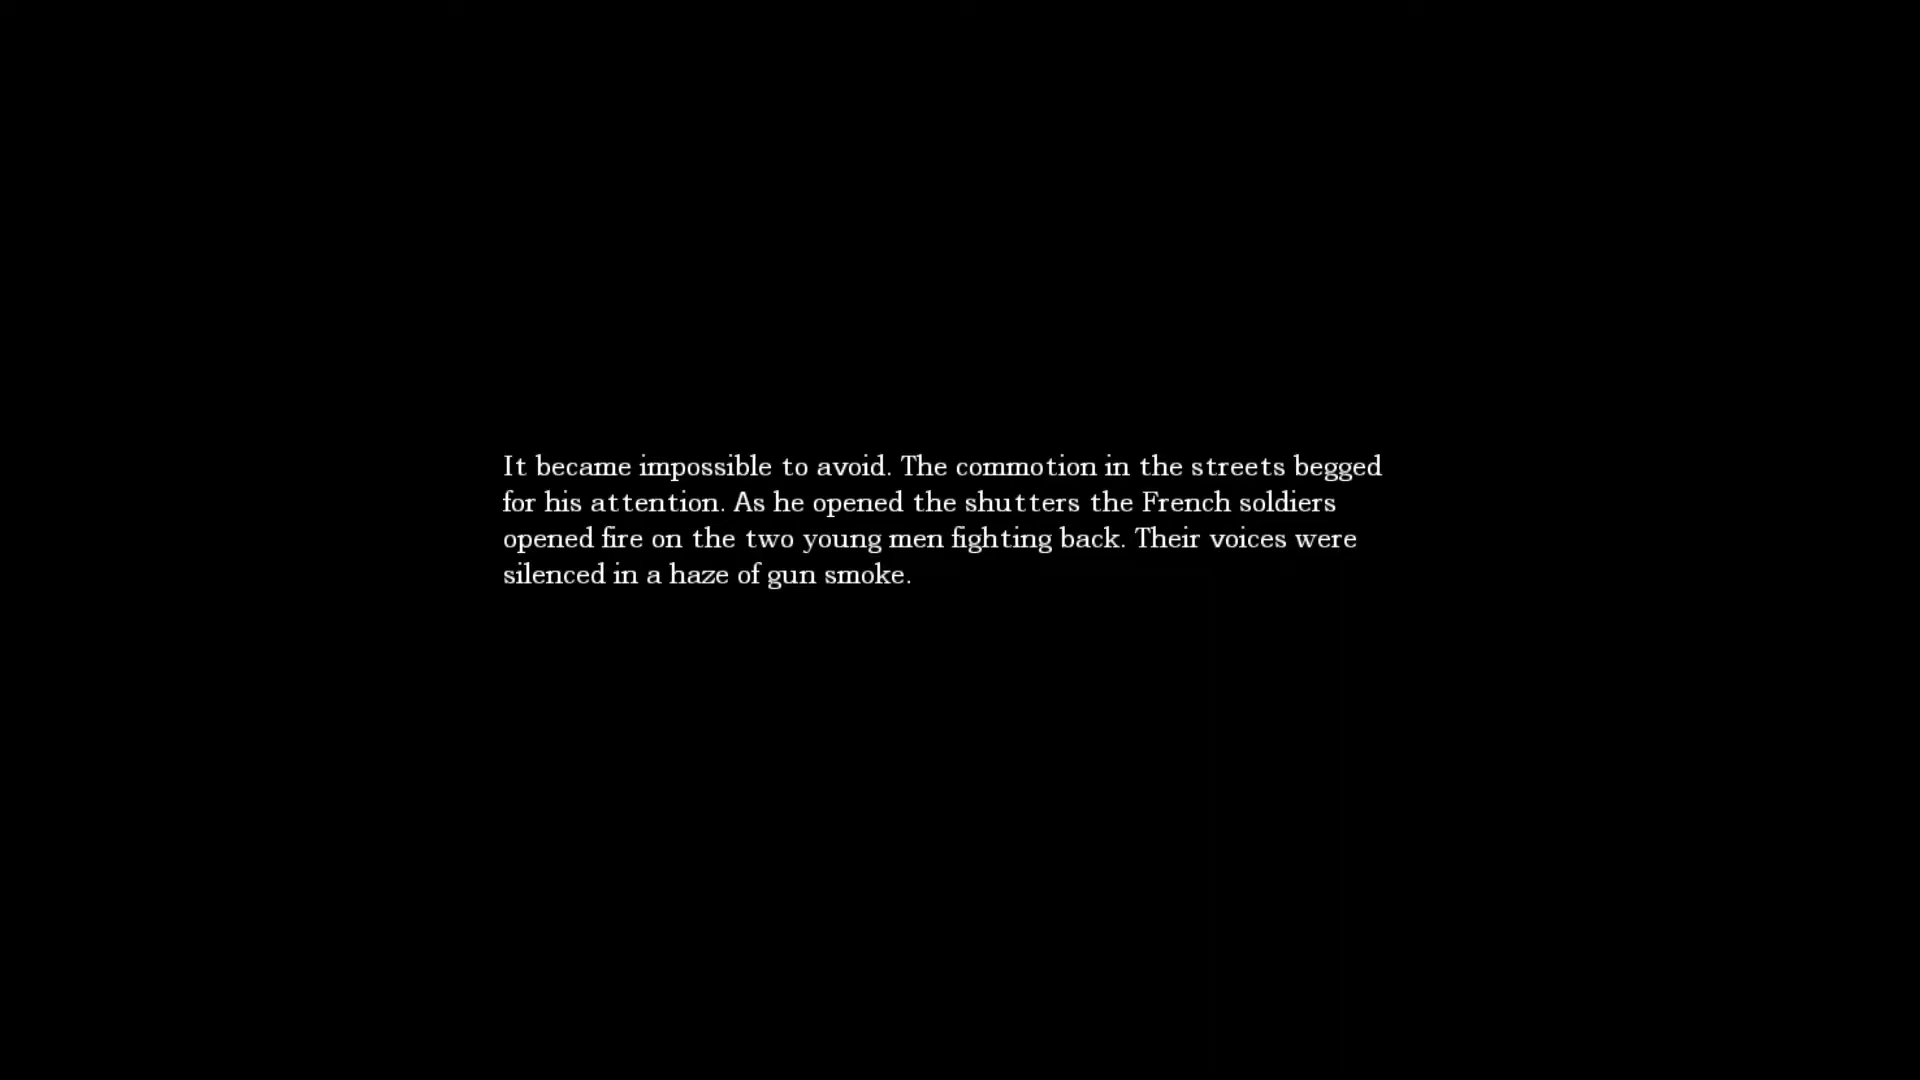 It became impossible to avoid. The commotion in the streets begged
for his attention. As he opened the shutters the French soldiers
opened fire on the two young men fighting back. Their voices were
silenced in a haze of gun smoke.